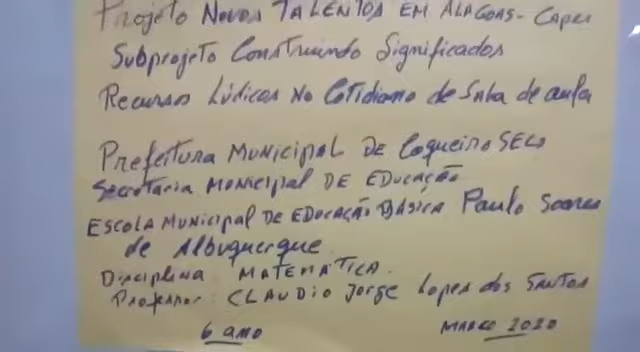 Projeto Novos TALENTOS EM ALAGOAS - Capes
Subprojeto Construindo Significados
Recursos Lúdicos No Cotidiano de Sala de aula
Prefeitura MUNICIPAL DE Coqueiro SECO
Secretaria MUNICIPAL DE EDUCAÇÃO
ESCOLA MUNICIPAL DE EDUCAÇÃO BÁSICA Paulo Soares
de Albuquerque
Disciplina: MATEMÁTICA.
Professor: CLAUDIO Jorge Lopes dos SANTOS
6 ano MARÇO 2020